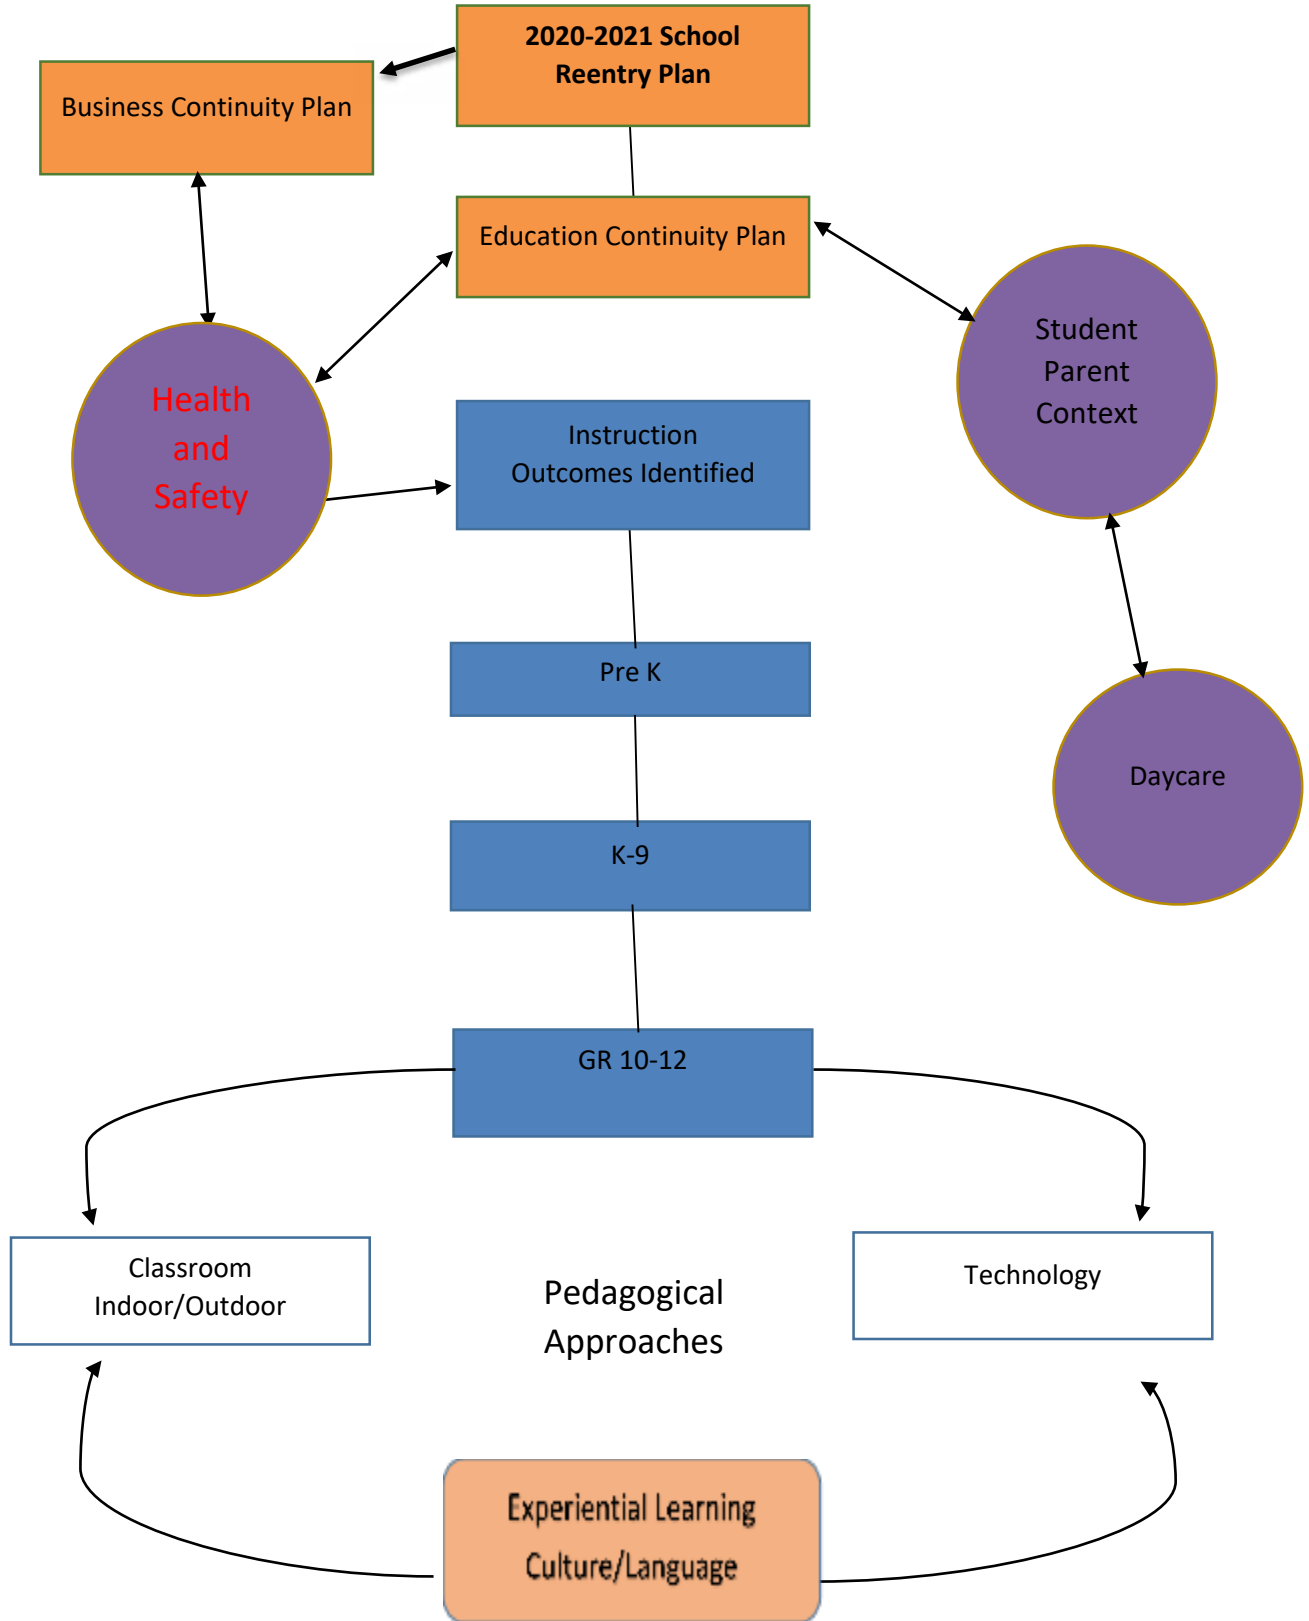 2020-2021 School
Reentry Plan
Business Continuity Plan
Education Continuity Plan
Student
Parent
Context
Health
and
Safety
Instruction
Outcomes Identified
Pre K
Daycare
K-9
GR 10-12
Classroom
Indoor/Outdoor
Pedagogical
Approaches
Technology
Experiential Learning
Culture/Language